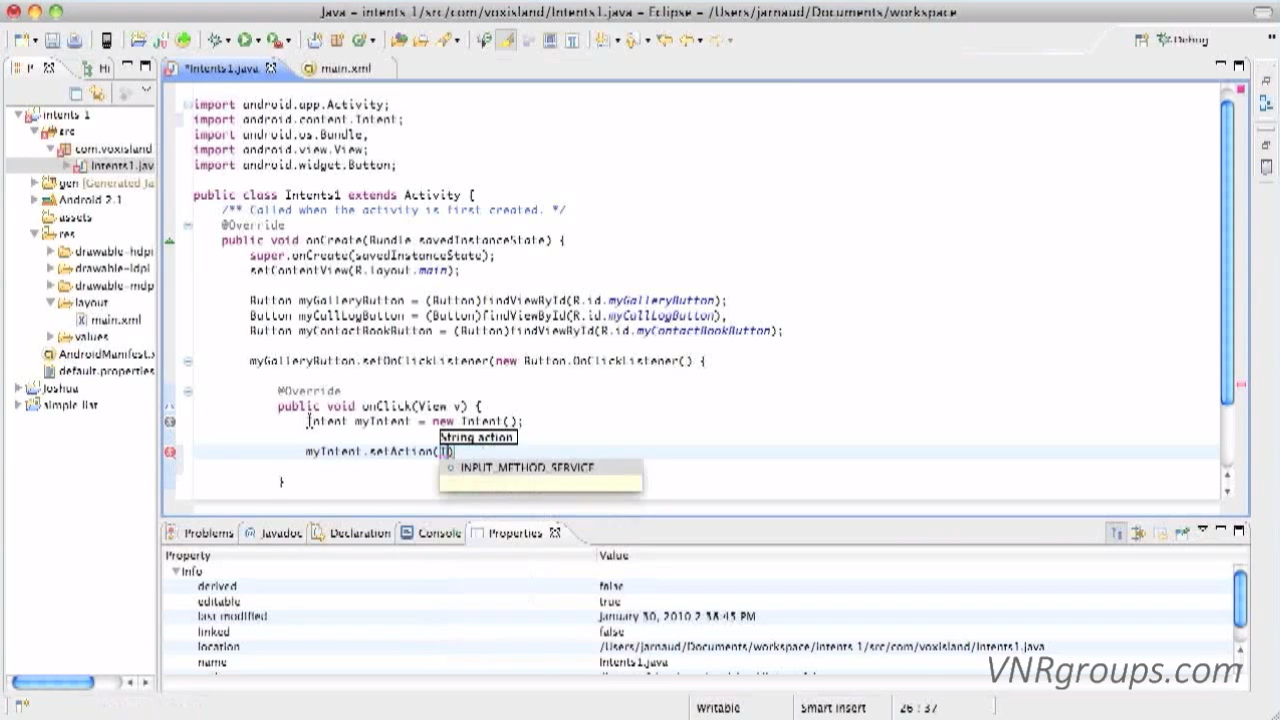 Java – intents 1/src/com/voxisland/Intents1.java – Eclipse – /Users/jarnaud/Documents/workspace
Debug
P
Hi
*Intents1.java
main.xml
intents 1
src
com.voxisland
Intents1.jav
gen [Generated Ja
Android 2.1
assets
res
drawable-hdpi
drawable-ldpi
drawable-mdp
layout
main.xml
values
AndroidManifest.x
default.properties
Joshua
simple list
import android.app.Activity;
import android.content.Intent;
import android.os.Bundle;
import android.view.View;
import android.widget.Button;
public class Intents1 extends Activity {
/** Called when the activity is first created. */
@Override
public void onCreate(Bundle savedInstanceState) {
super.onCreate(savedInstanceState);
setContentView(R.layout.main);
Button myGalleryButton = (Button)findViewById(R.id.myGalleryButton);
Button myCallLogButton = (Button)findViewById(R.id.myCallLogButton);
Button myContactBookButton = (Button)findViewById(R.id.myContactBookButton);
myGalleryButton.setOnClickListener(new Button.OnClickListener() {
@Override
public void onClick(View v) {
Intent myIntent = new Intent();
String action
myIntent.setAction(I)
INPUT_METHOD_SERVICE
}
Problems
@ Javadoc
Declaration
Console
Properties
Property Value
Info
derived false
editable true
last modified January 30, 2010 2:38:45 PM
linked false
location /Users/jarnaud/Documents/workspace/intents 1/src/com/voxisland/Intents1.java
name Intents1.java
VNRgroups.com
Writable
Smart Insert
26 : 37